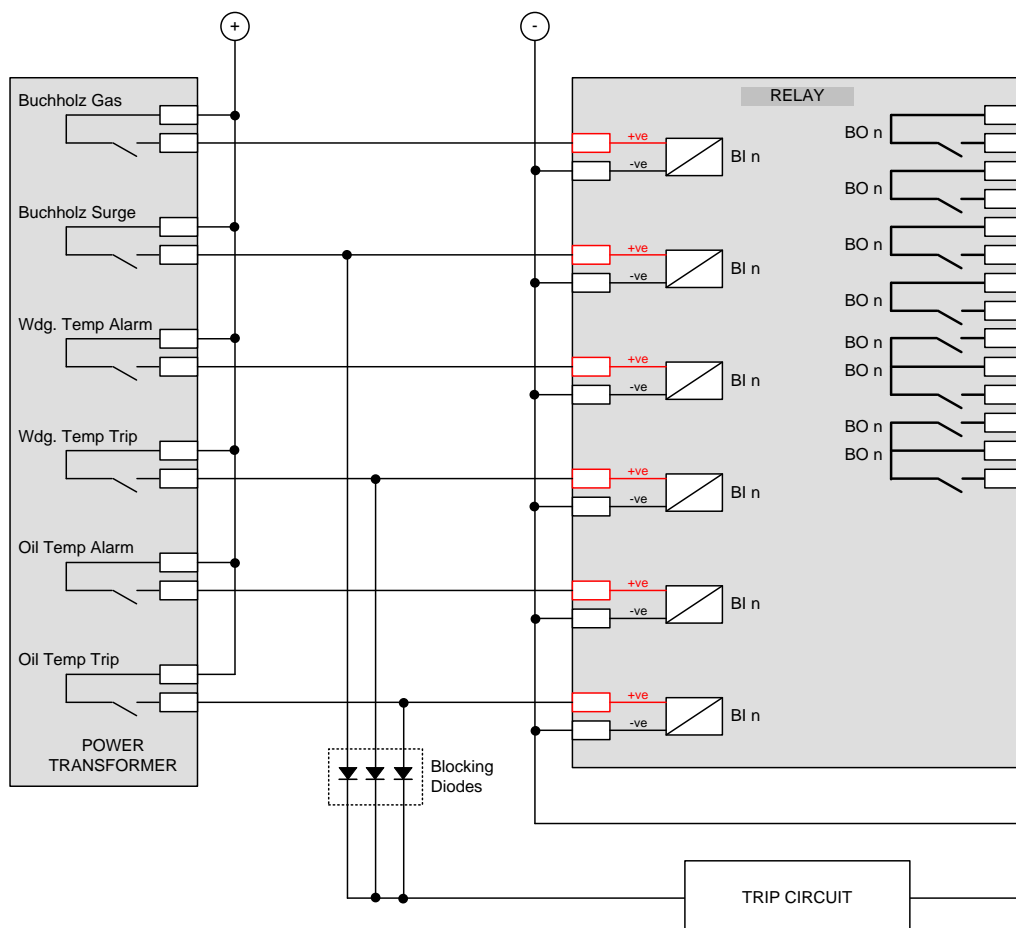 +
-
Buchholz Gas
Buchholz Surge
Wdg. Temp Alarm
Wdg. Temp Trip
Oil Temp Alarm
Oil Temp Trip
POWER
TRANSFORMER
RELAY
+ve
-ve
BI n
+ve
-ve
BI n
+ve
-ve
BI n
+ve
-ve
BI n
+ve
-ve
BI n
+ve
-ve
BI n
BO n
BO n
BO n
BO n
BO n
BO n
BO n
BO n
Blocking
Diodes
TRIP CIRCUIT